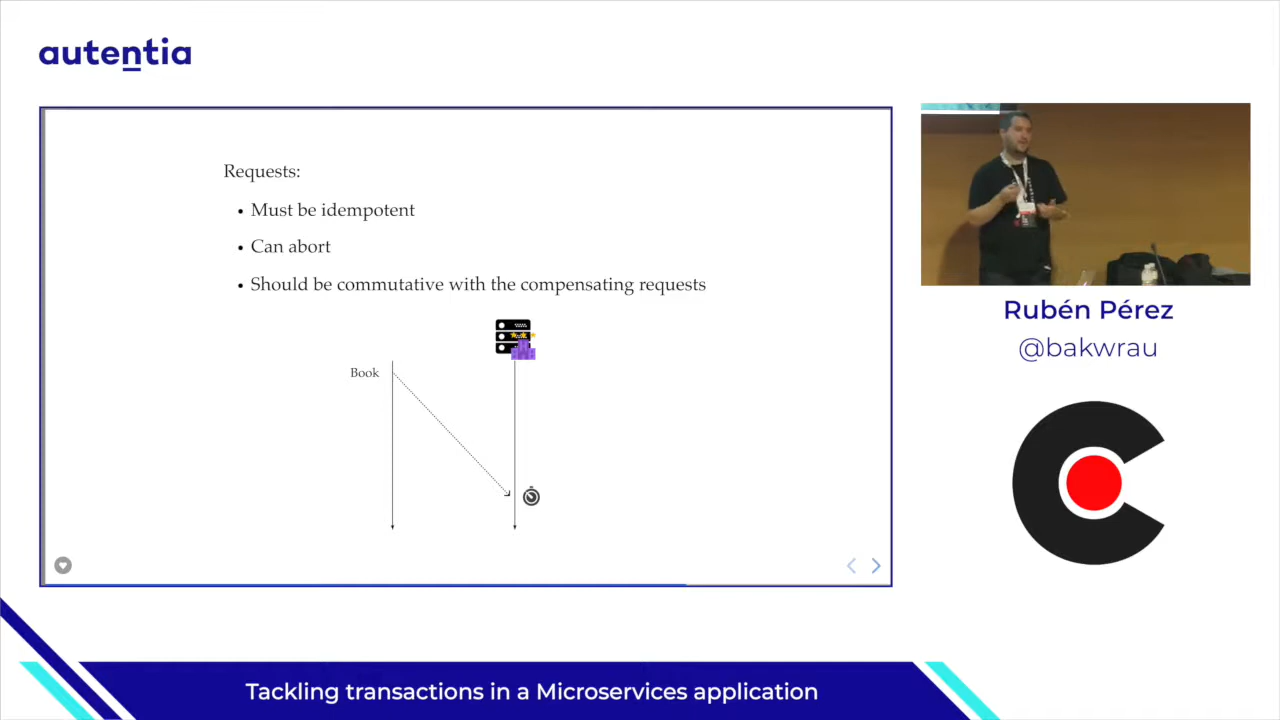 autentia
Requests:
• Must be idempotent
• Can abort
• Should be commutative with the compensating requests
Book
Rubén Pérez
@bakwrau
Tackling transactions in a Microservices application